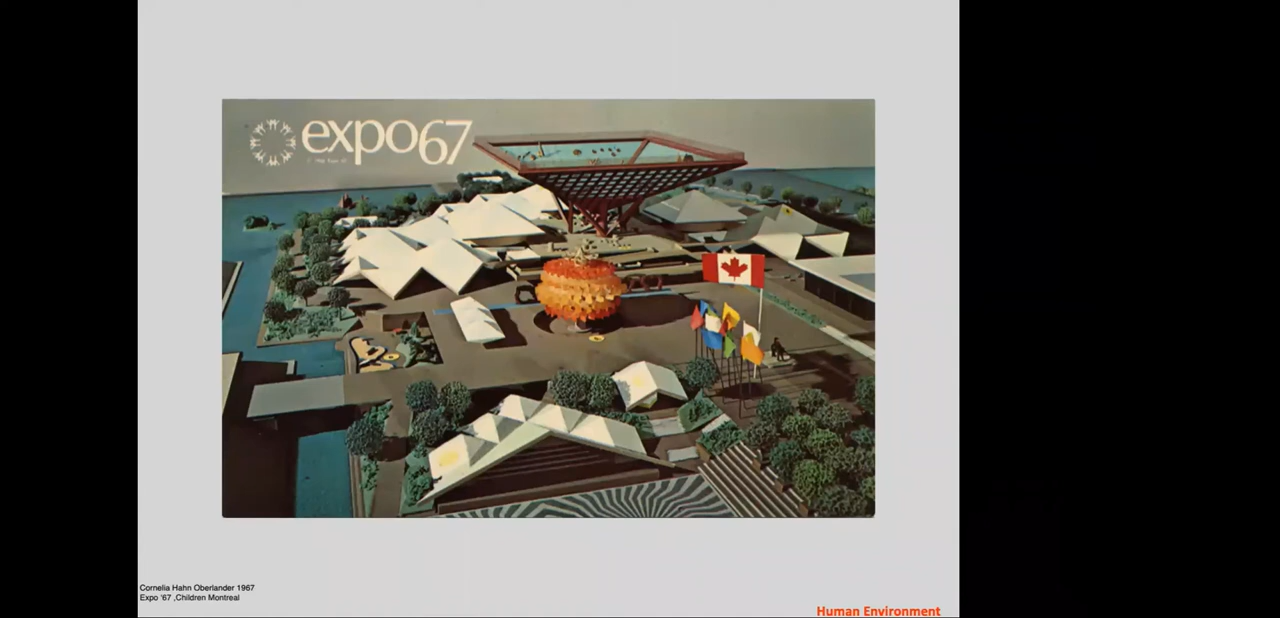 expo67
Cornelia Hahn Oberlander 1967
Expo '67 ,Children Montreal
Human Environment